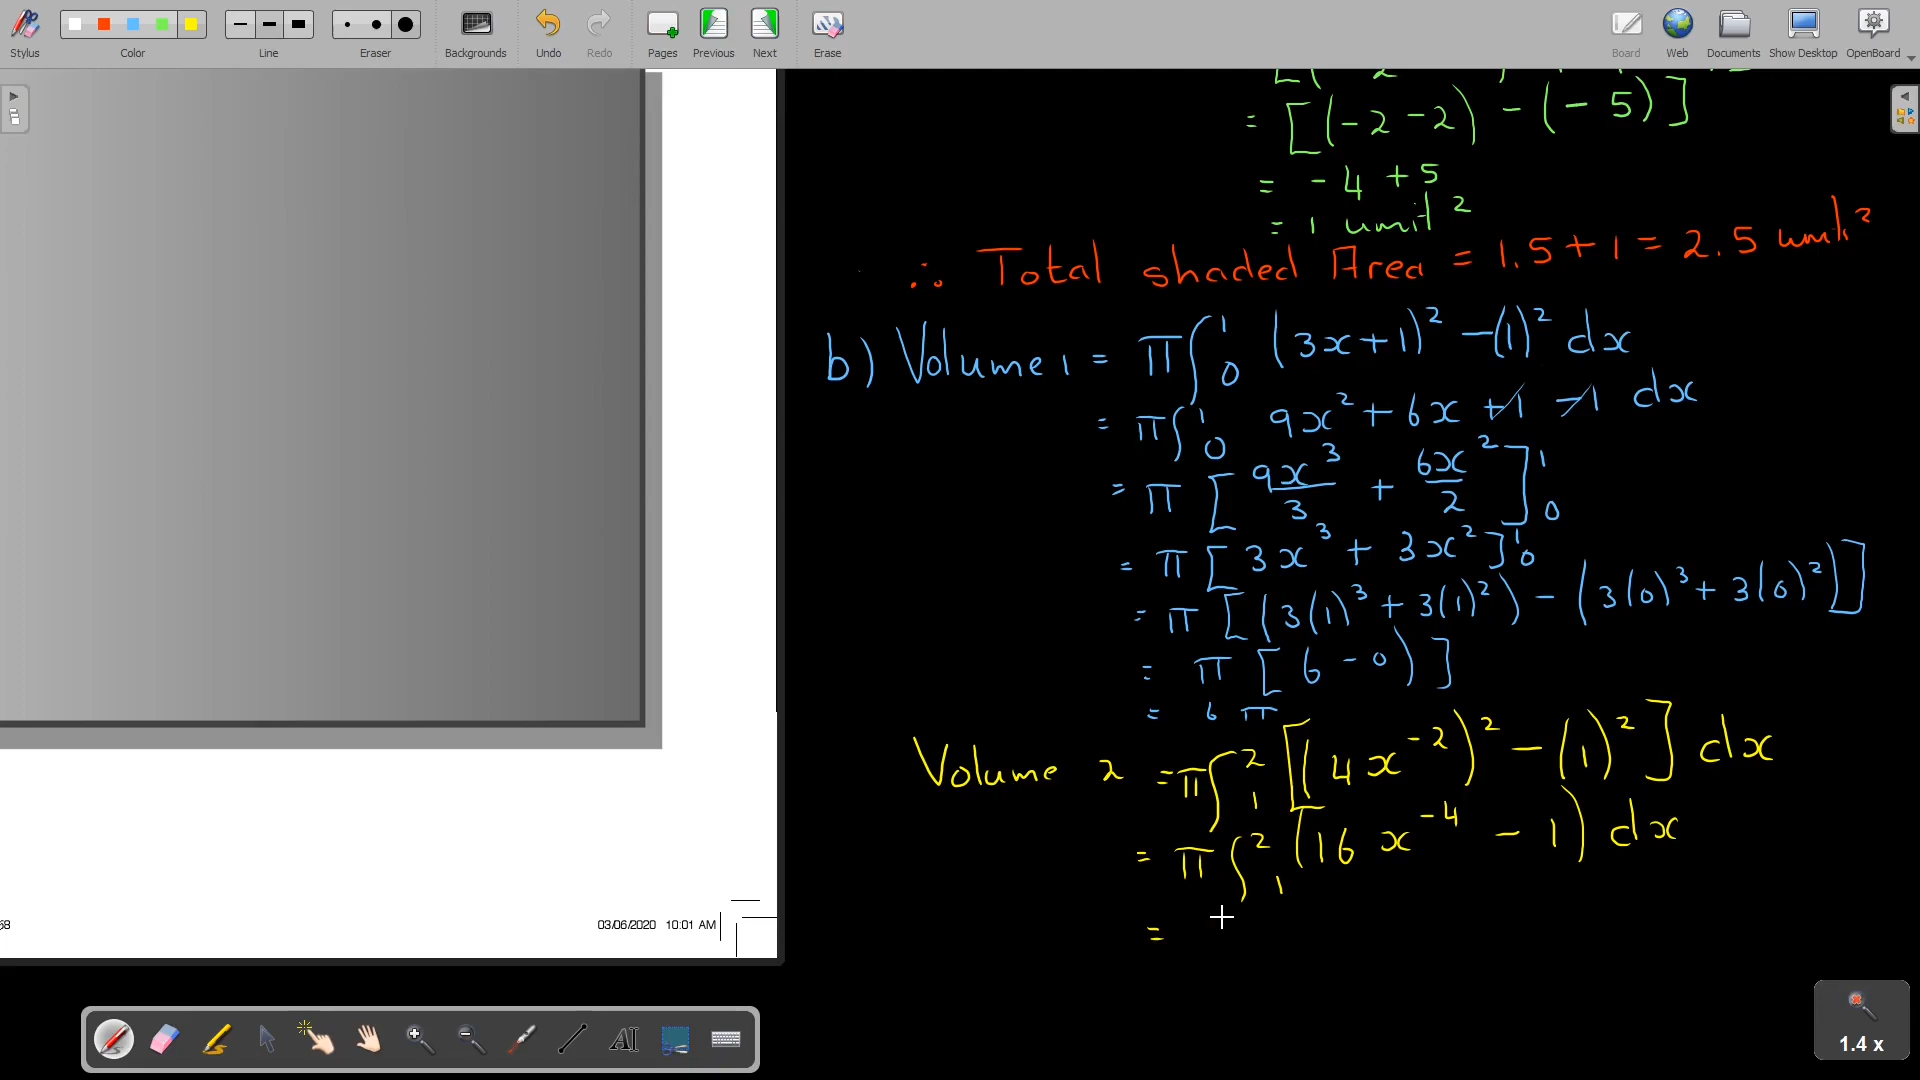 Stylus Color Line Eraser Backgrounds Undo Redo Pages Previous Next Erase Board Web Documents Show Desktop OpenBoard
= [(-2 -2) - (- 5)]
= - 4 + 5
= 1 unit²
∴ Total shaded Area = 1.5 + 1 = 2.5 unit²
b) Volume 1 = π∫₀¹ (3x+1)² - (1)² dx
= π∫₀¹ 9x² + 6x +1 -1 dx
= π [9x³/3 + 6x²/2]₀¹
= π [3x³ + 3x²]₀¹
= π [(3(1)³ + 3(1)²) - (3(0)³ + 3(0)²)]
= π [6 - 0)]
= 6 π
Volume 2 = π∫₁² [(4x⁻²)² - (1)²] dx
= π∫₁² (16x⁻⁴ - 1) dx
=
68 03/06/2020 10:01 AM
1.4 x